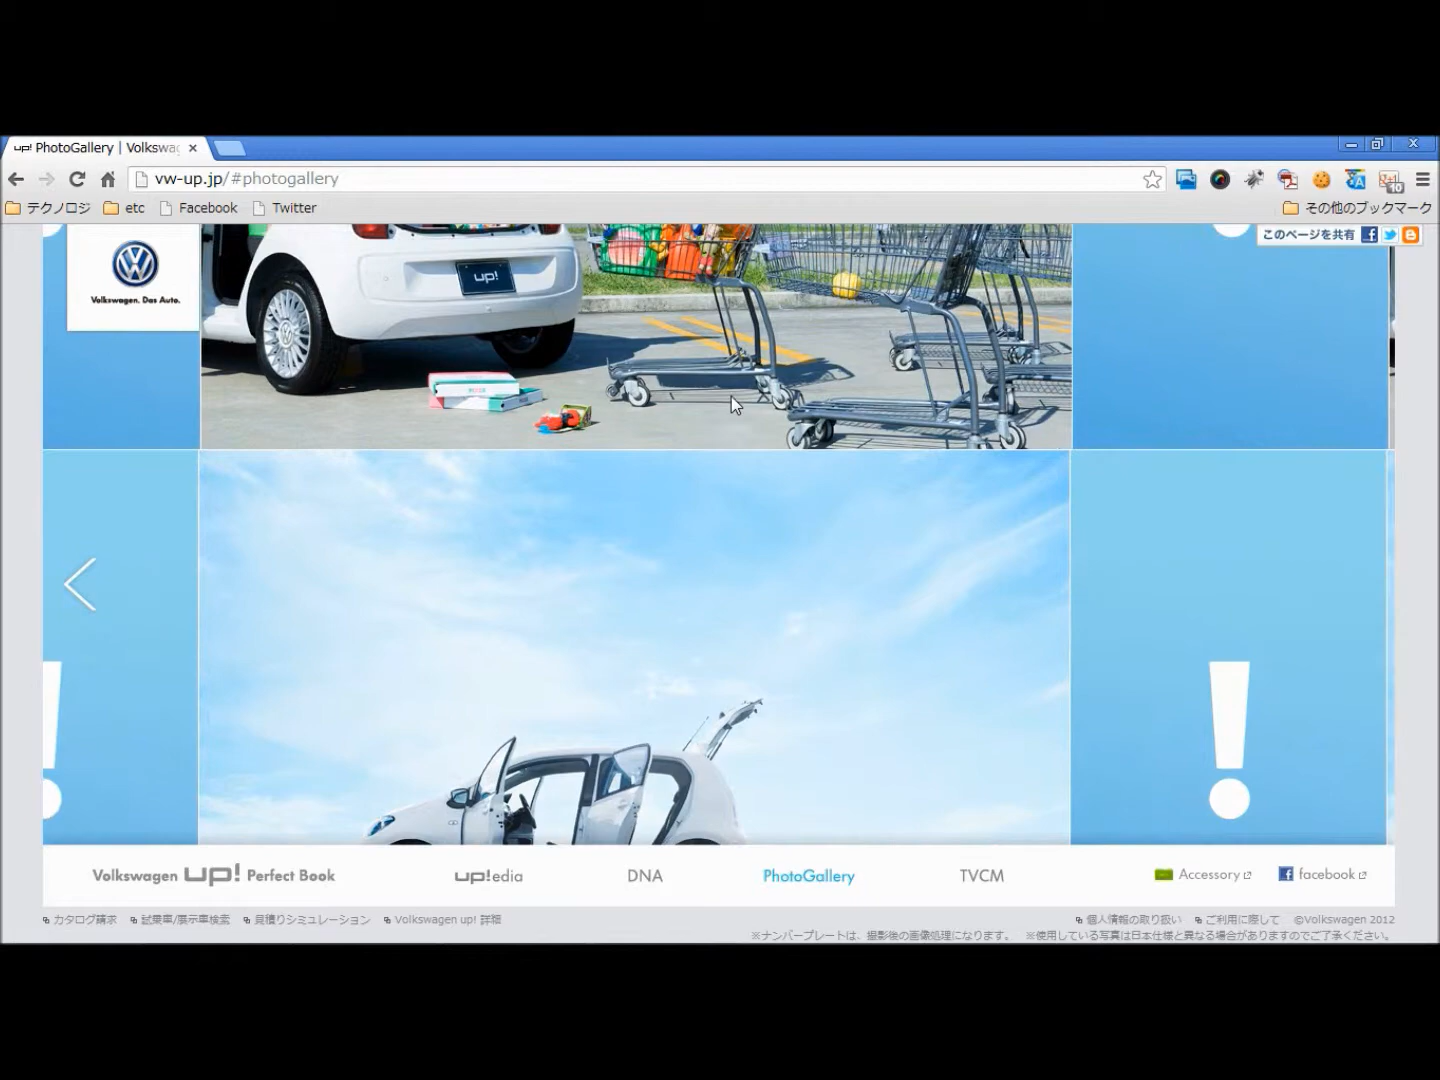 up! PhotoGallery | Volkswag
vw-up.jp/#photogallery
テクノロジ etc Facebook Twitter その他のブックマーク
このページを共有
up!
Volkswagen. Das Auto.
Volkswagen up! Perfect Book up!edia DNA PhotoGallery TVCM Accessory facebook
カタログ請求 試乗車/展示車検索 見積りシミュレーション Volkswagen up! 詳細 個人情報の取り扱い ご利用に際して ©Volkswagen 2012
※ナンバープレートは、撮影後の画像処理になります。 ※使用している写真は日本仕様と異なる場合がありますのでご了承ください。